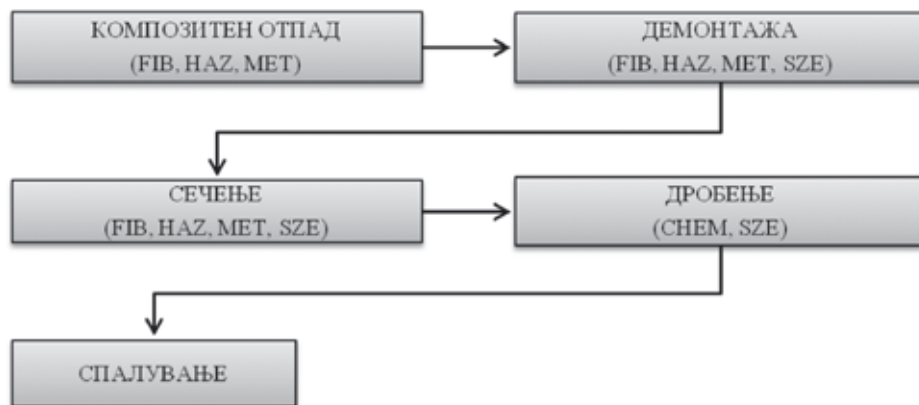 КОМПОЗИТЕН ОТПАД
(FIB, HAZ, MET)
ДЕМОНТАЖА
(FIB, HAZ, MET, SZE)
СЕЧЕЊЕ
(FIB, HAZ, MET, SZE)
ДРОБЕЊЕ
(CHEM, SZE)
СПАЛУВАЊЕ